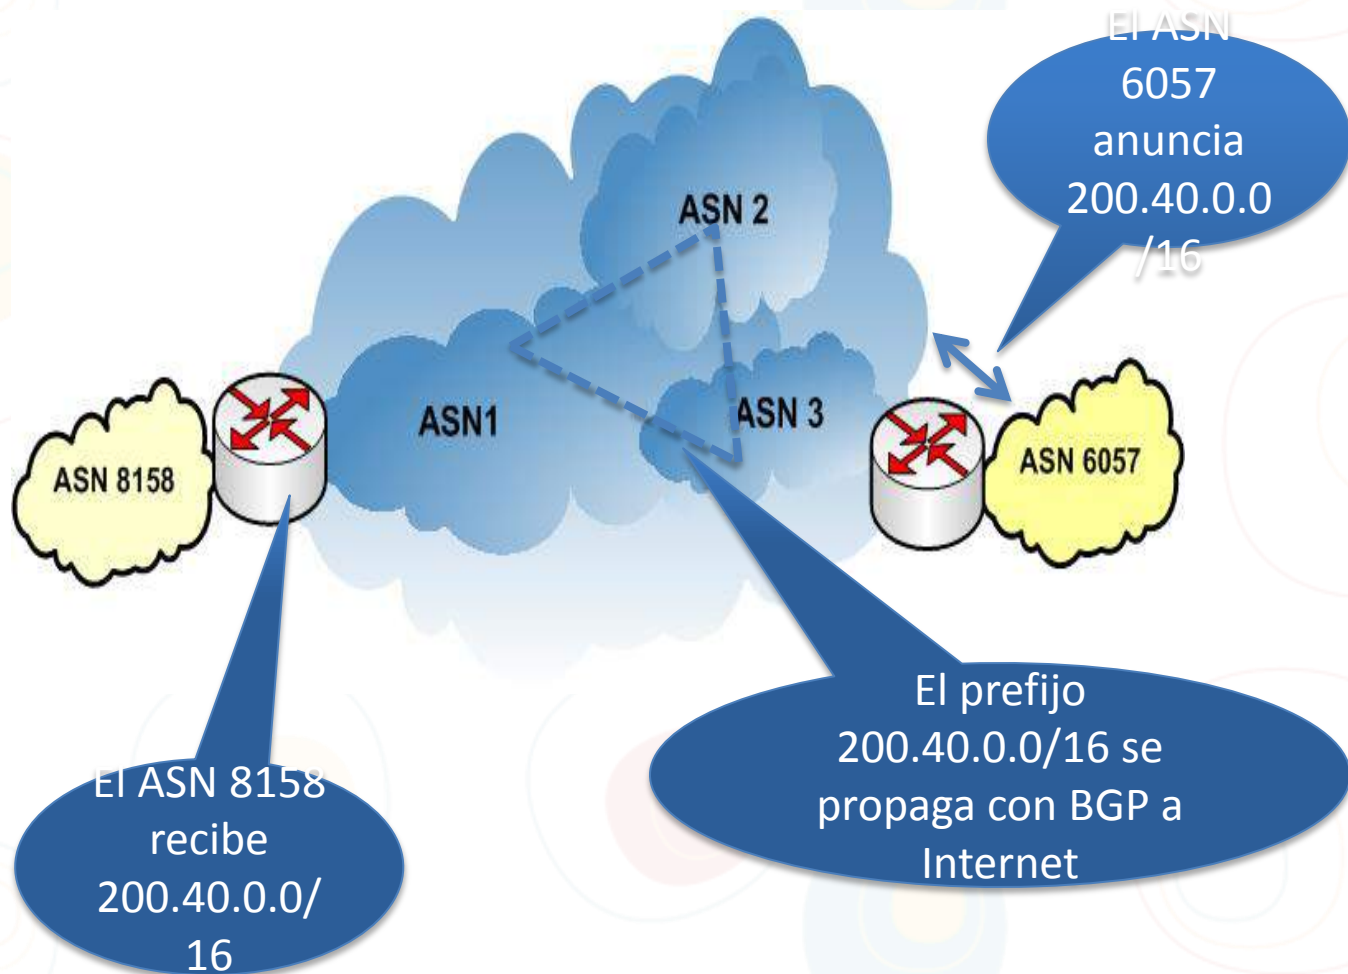 El ASN
6057
anuncia
200.40.0.0
/16
ASN 2
ASN1
ASN 3
ASN 8158
ASN 6057
El prefijo
200.40.0.0/16 se
propaga con BGP a
Internet
El ASN 8158
recibe
200.40.0.0/
16